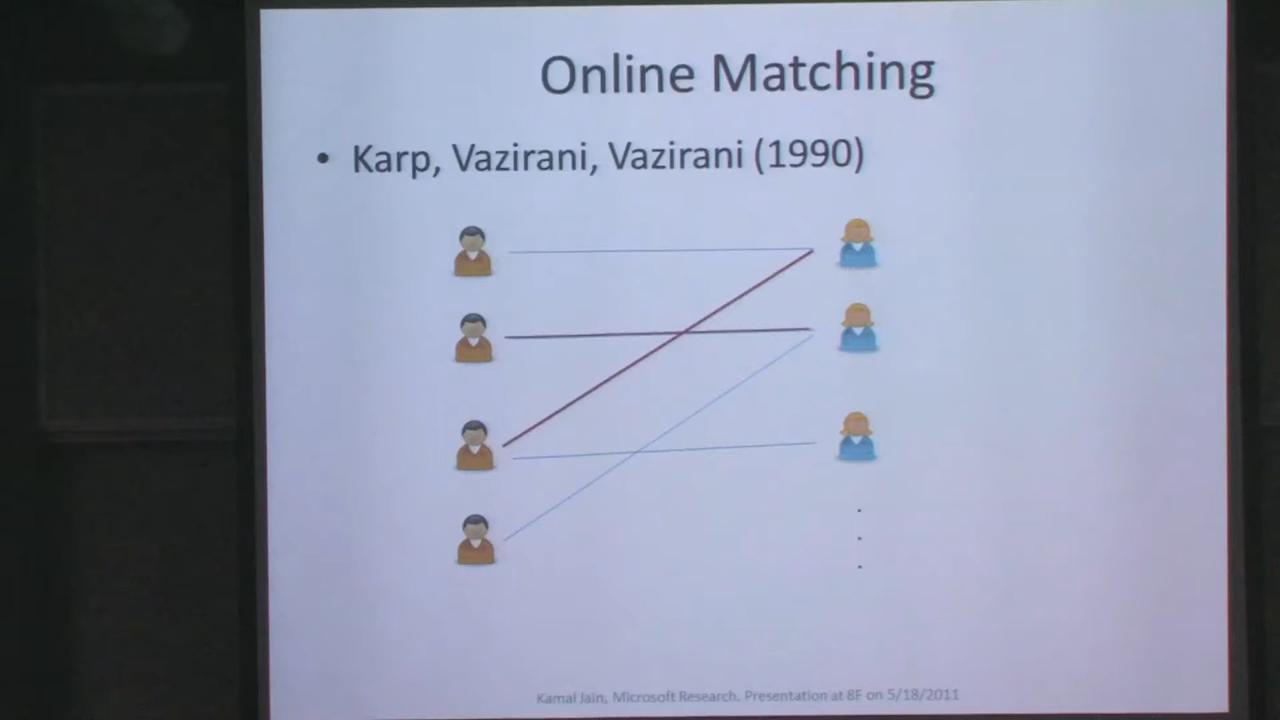 Online Matching
• Karp, Vazirani, Vazirani (1990)
Kamal Jain, Microsoft Research. Presentation at 8F on 5/18/2011